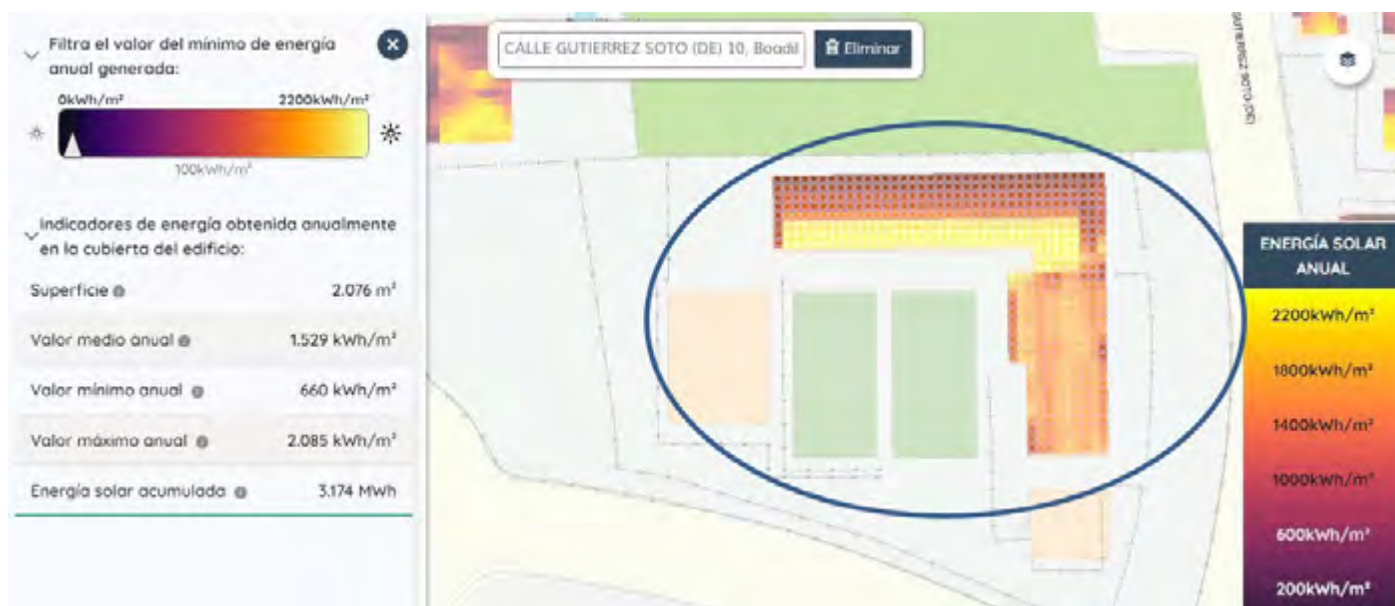 Filtra el valor del mínimo de energía
anual generada:
0kWh/m² 2200kWh/m²
100kWh/m²
Indicadores de energía obtenida anualmente
en la cubierta del edificio:
Superficie 2.076 m²
Valor medio anual 1.529 kWh/m²
Valor mínimo anual 660 kWh/m²
Valor máximo anual 2.085 kWh/m²
Energía solar acumulada 3.174 MWh
CALLE GUTIERREZ SOTO (DE) 10, Boadil
Eliminar
GUTIERREZ SOTO (DE)
ENERGÍA SOLAR
ANUAL
2200kWh/m²
1800kWh/m²
1400kWh/m²
1000kWh/m²
600kWh/m²
200kWh/m²